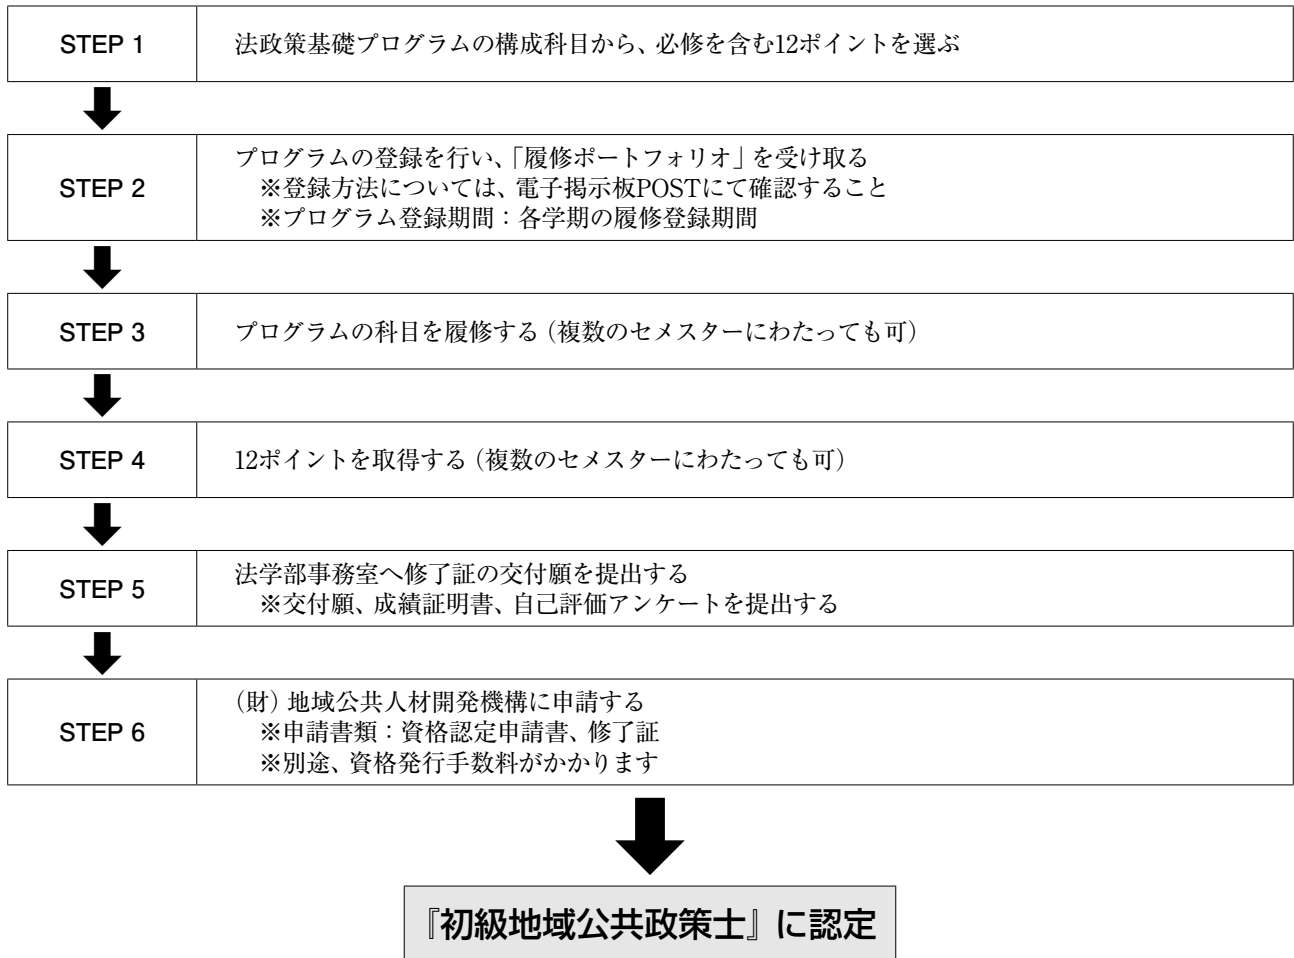 STEP 1
法政策基礎プログラムの構成科目から、必修を含む12ポイントを選ぶ
STEP 2
プログラムの登録を行い、「履修ポートフォリオ」を受け取る
※登録方法については、電子掲示板POSTにて確認すること
※プログラム登録期間：各学期の履修登録期間
STEP 3
プログラムの科目を履修する（複数のセメスターにわたっても可）
STEP 4
12ポイントを取得する（複数のセメスターにわたっても可）
STEP 5
法学部事務室へ修了証の交付願を提出する
※交付願、成績証明書、自己評価アンケートを提出する
STEP 6
（財）地域公共人材開発機構に申請する
※申請書類：資格認定申請書、修了証
※別途、資格発行手数料がかかります
『初級地域公共政策士』に認定